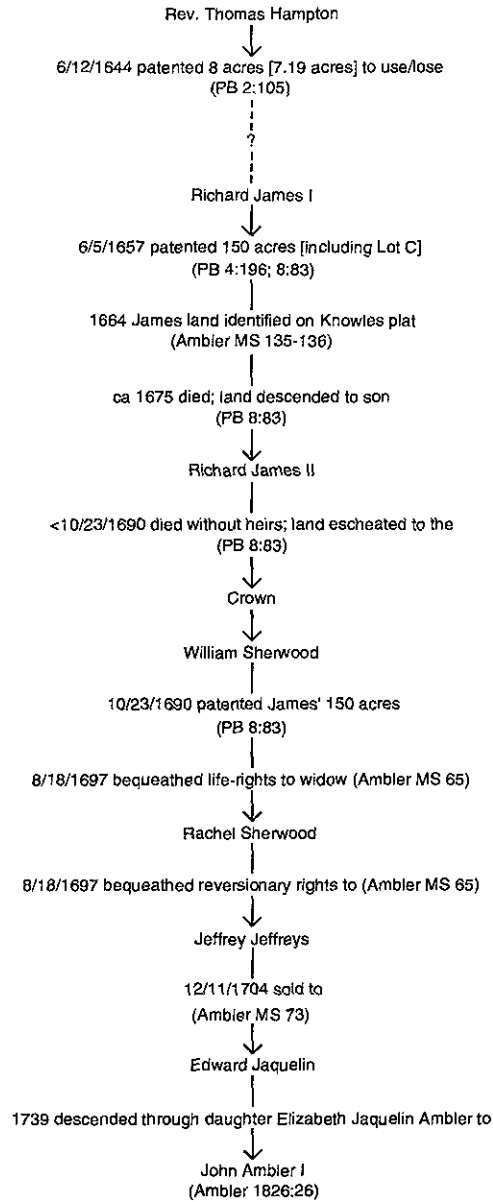 Rev. Thomas Hampton
6/12/1644 patented 8 acres [7.19 acres] to use/lose
(PB 2:105)
?
Richard James I
6/5/1657 patented 150 acres [including Lot C]
(PB 4:196; 8:83)
1664 James land identified on Knowles plat
(Ambler MS 135-136)
ca 1675 died; land descended to son
(PB 8:83)
Richard James II
<10/23/1690 died without heirs; land escheated to the
(PB 8:83)
Crown
William Sherwood
10/23/1690 patented James' 150 acres
(PB 8:83)
8/18/1697 bequeathed life-rights to widow (Ambler MS 65)
Rachel Sherwood
8/18/1697 bequeathed reversionary rights to (Ambler MS 65)
Jeffrey Jeffreys
12/11/1704 sold to
(Ambler MS 73)
Edward Jaquelin
1739 descended through daughter Elizabeth Jaquelin Ambler to
John Ambler I
(Ambler 1826:26)